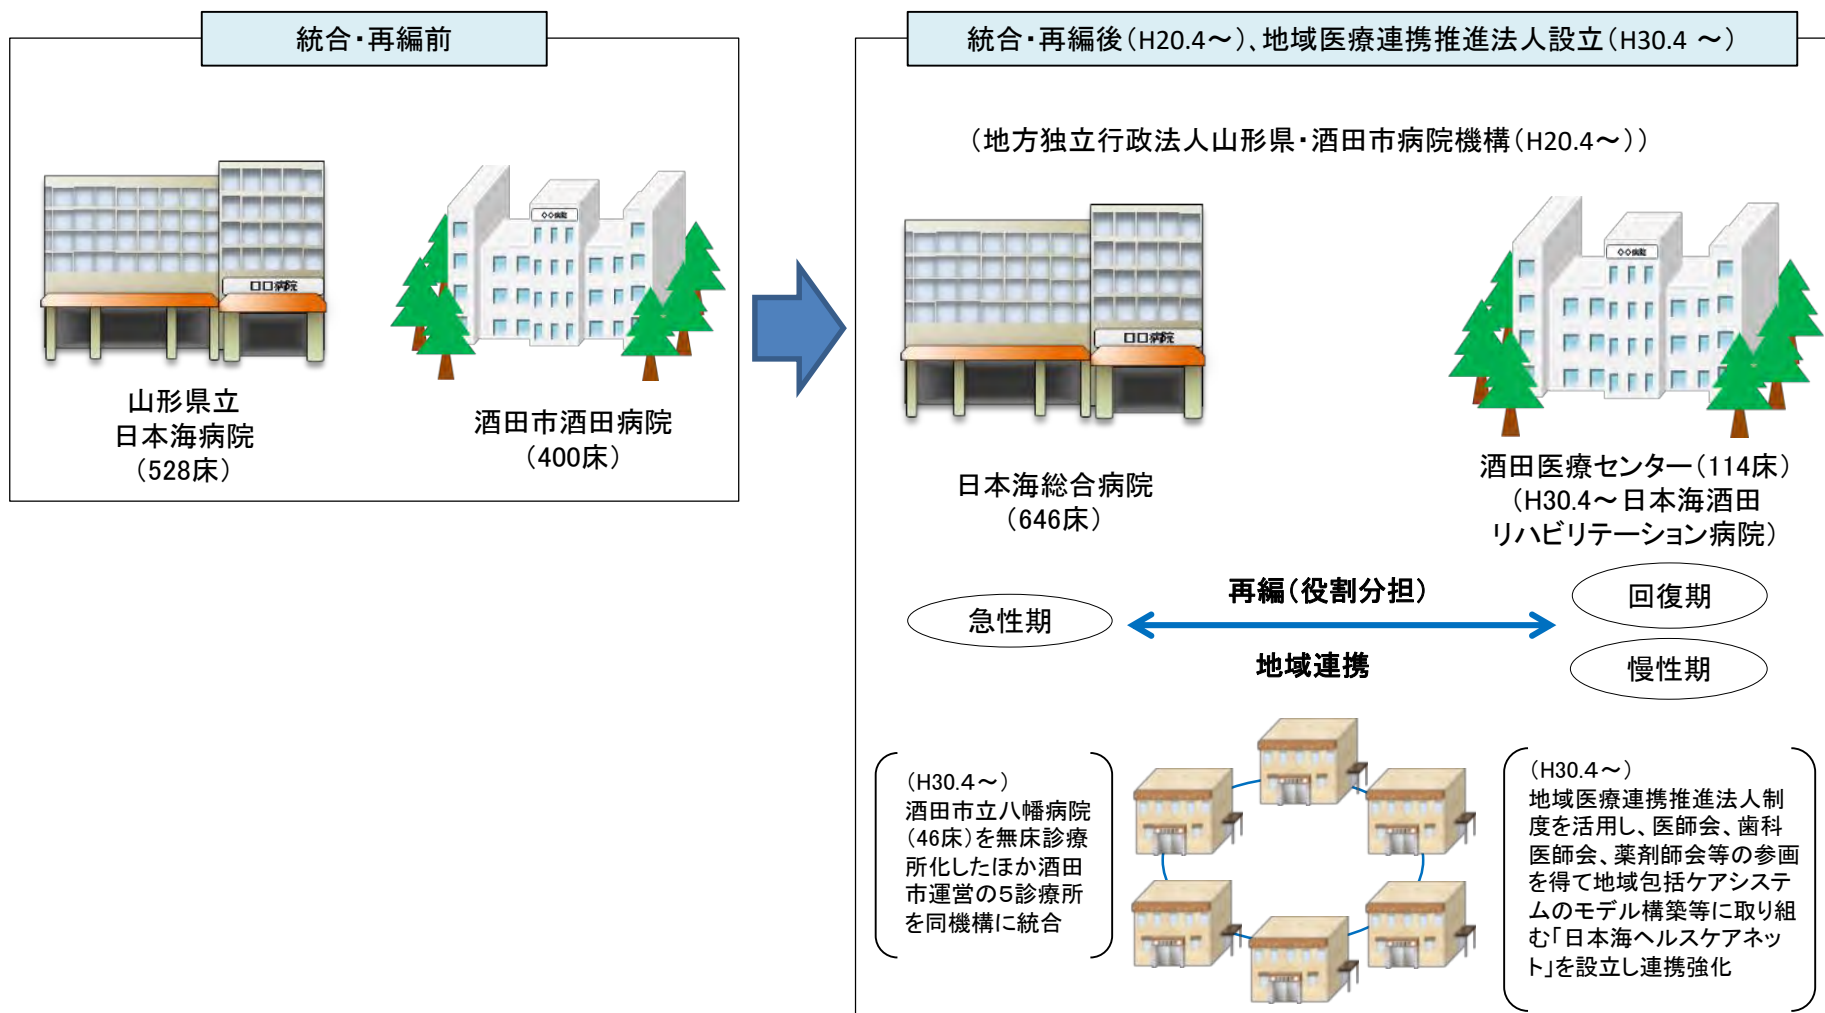 統合・再編前
口口病院
◇◇病院
山形県立
日本海病院
（528床）
酒田市酒田病院
（400床）
統合・再編後（H20.4～）、地域医療連携推進法人設立（H30.4 ～）
（地方独立行政法人山形県・酒田市病院機構（H20.4～））
口口病院
◇◇病院
日本海総合病院
（646床）
酒田医療センター（114床）
（H30.4～日本海酒田
リハビリテーション病院）
急性期
再編（役割分担）
地域連携
回復期
慢性期
（H30.4～）
酒田市立八幡病院
（46床）を無床診療
所化したほか酒田
市運営の５診療所
を同機構に統合
（H30.4～）
地域医療連携推進法人制
度を活用し、医師会、歯科
医師会、薬剤師会等の参画
を得て地域包括ケアシステ
ムのモデル構築等に取り組
む「日本海ヘルスケアネッ
ト」を設立し連携強化